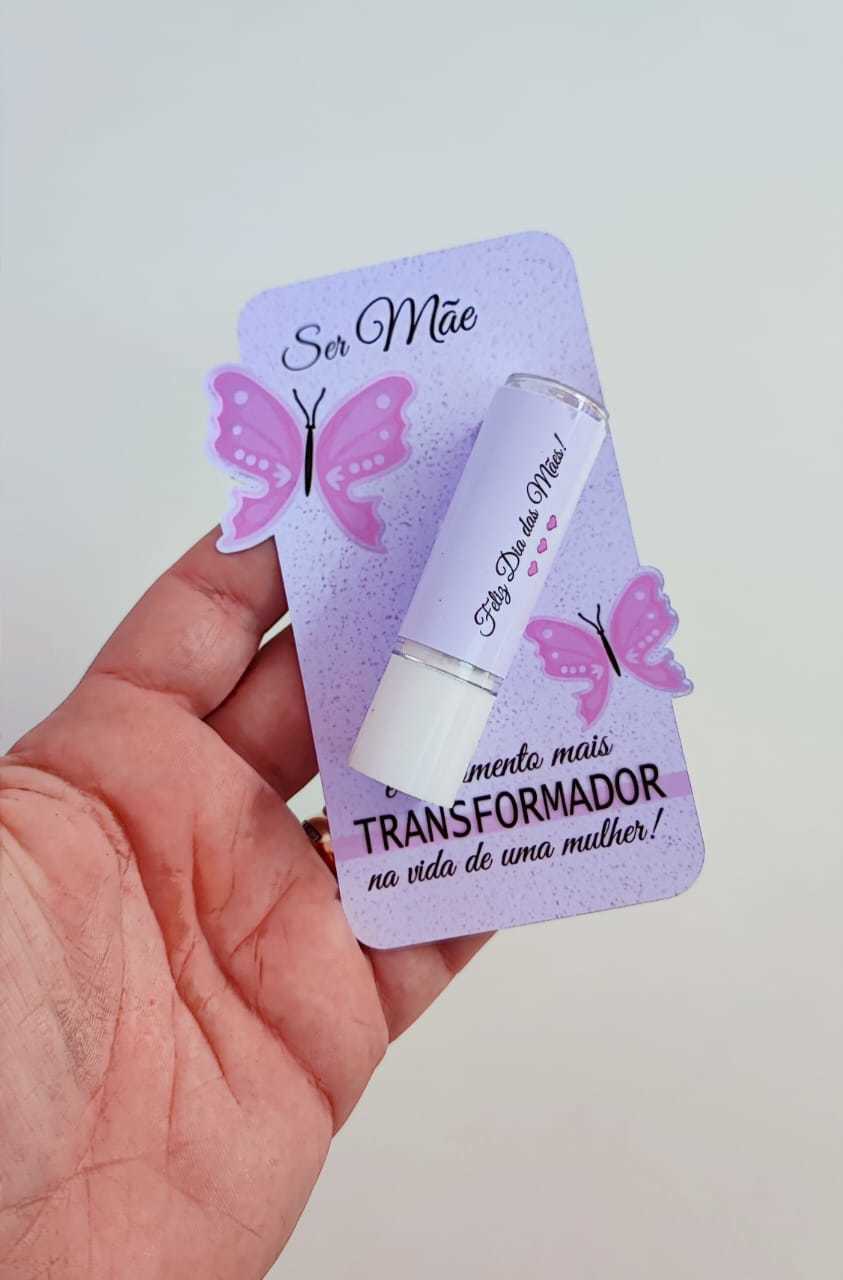 Ser Mãe
Feliz Dia das Mães!
mais
TRANSFORMADOR
na vida de uma mulher!